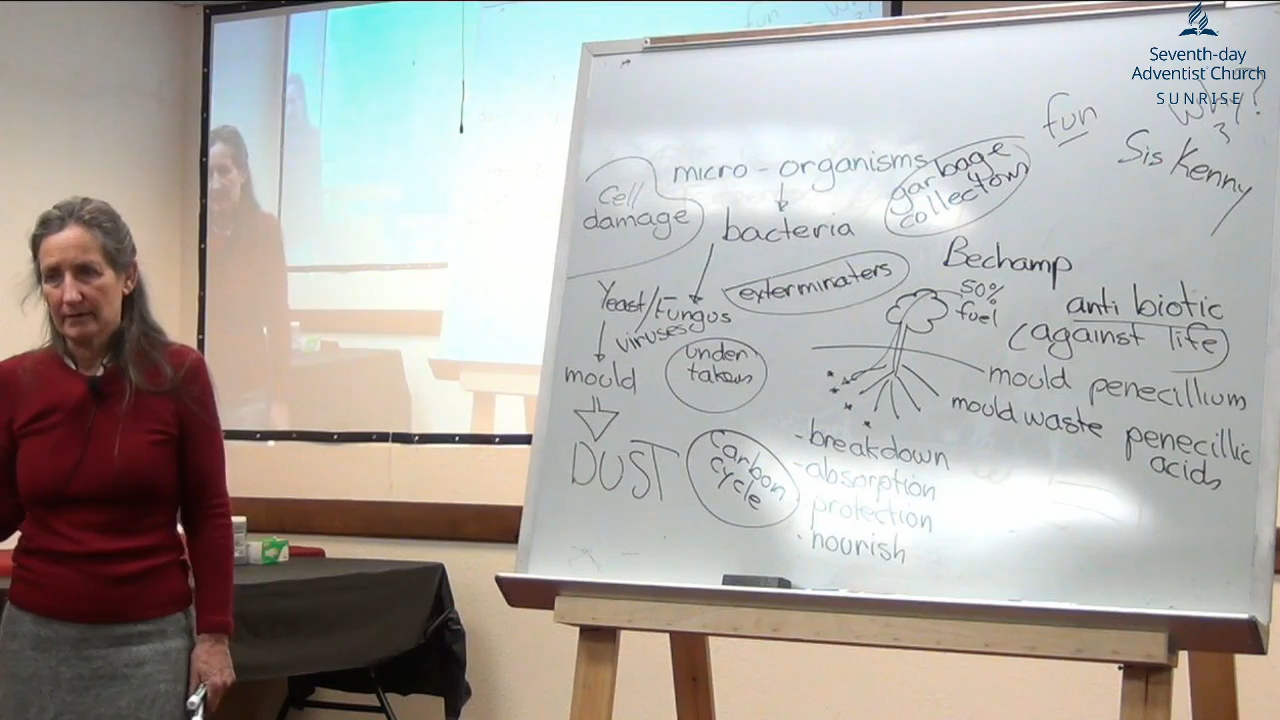 Seventh-day
Adventist Church
SUNRISE
Why?
fun
Sis Kenny
micro-organisms
garbage
collectors
Cell
damage
bacteria
Bechamp
exterminaters
50%
fuel
anti biotic
(against life)
Yeast/Fungus
viruses
under
takers
mould
mould penecillium
mould waste penecillic
acids
DUST
carbon
cycle
-breakdown
-absorption
protection
nourish